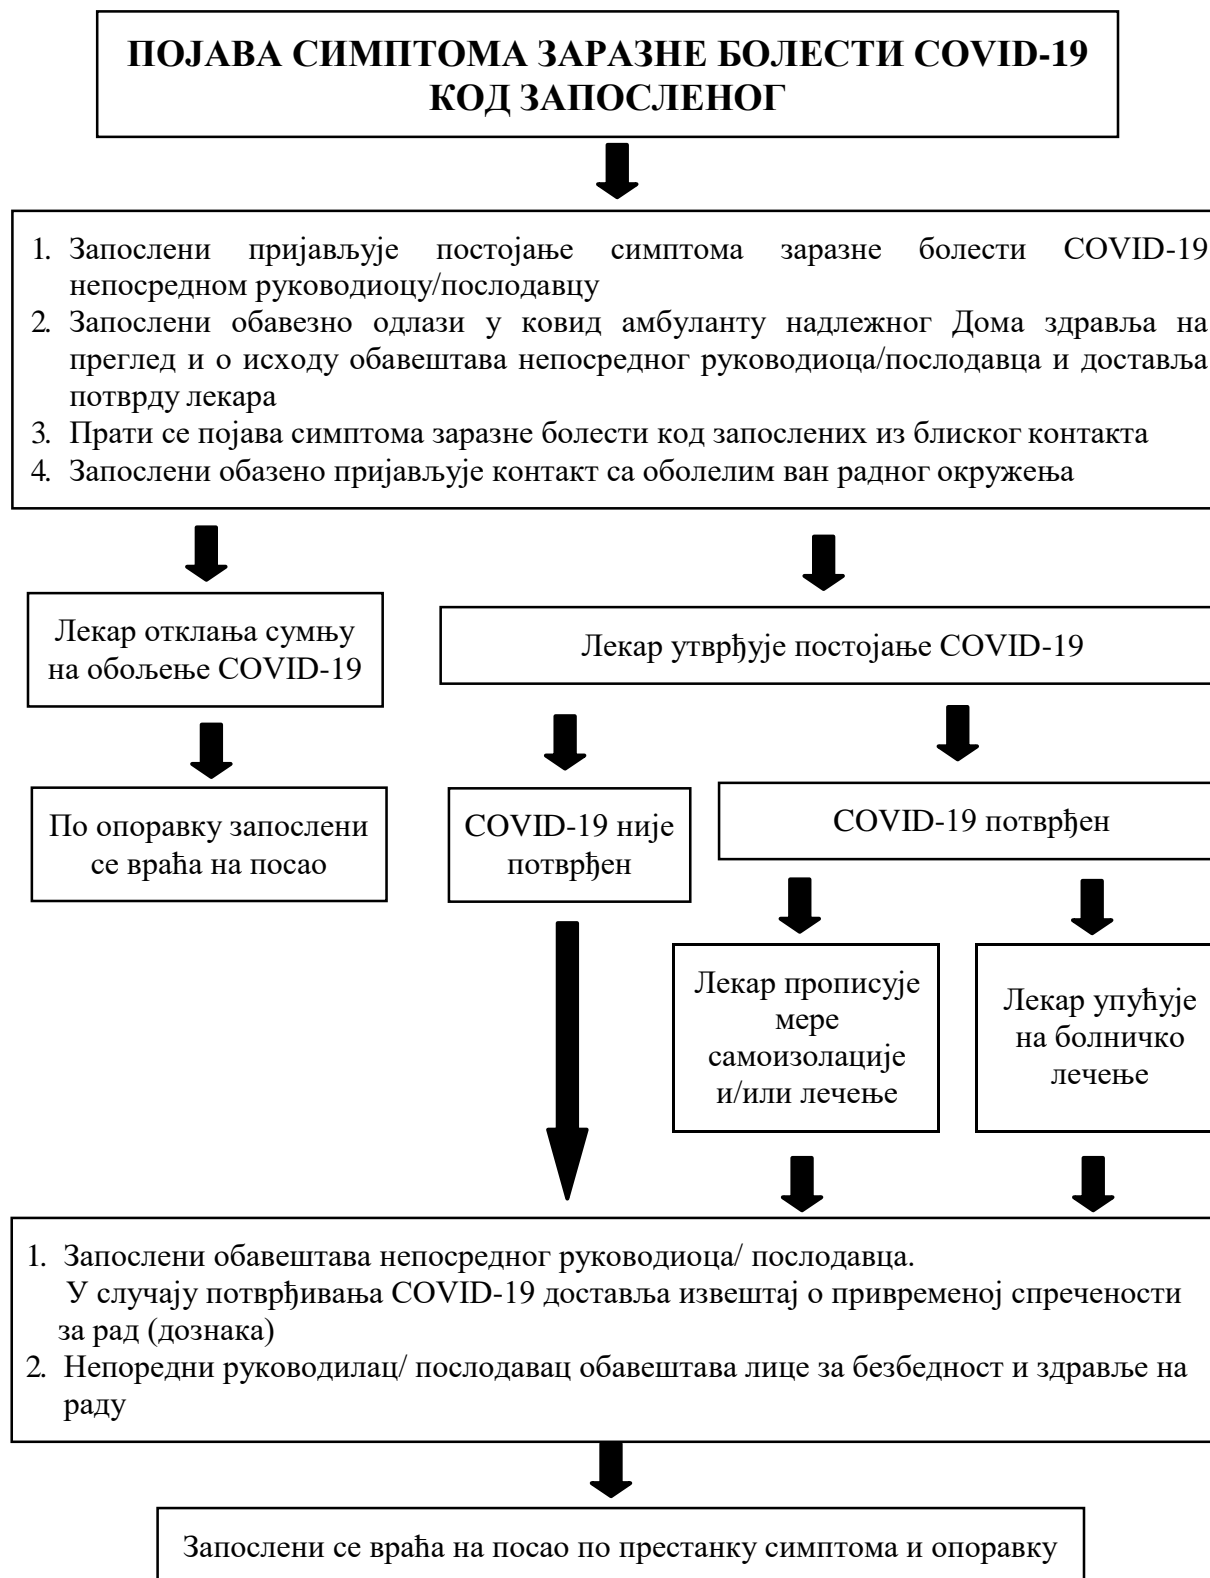 ПОЈАВА СИМПТОМА ЗАРАЗНЕ БОЛЕСТИ COVID-19
КОД ЗАПОСЛЕНОГ
1. Запослени пријављује постојање симптома заразне болести COVID-19
непосредном руководиоцу/послодавцу
2. Запослени обавезно одлази у ковид амбуланту надлежног Дома здравља на
преглед и о исходу обавештава непосредног руководиоца/послодавца и доставља
потврду лекара
3. Прати се појава симптома заразне болести код запослених из блиског контакта
4. Запослени обазено пријављује контакт са оболелим ван радног окружења
Лекар отклања сумњу
на обољење COVID-19
Лекар утврђује постојање COVID-19
По опоравку запослени
се враћа на посао
COVID-19 није
потврђен
COVID-19 потврђен
Лекар прописује
мере
самоизолације
и/или лечење
Лекар упућује
на болничко
лечење
1. Запослени обавештава непосредног руководиоца/ послодавца.
У случају потврђивања COVID-19 доставља извештај о привременој спречености
за рад (дознака)
2. Непоредни руководилац/ послодавац обавештава лице за безбедност и здравље на
раду
Запослени се враћа на посао по престанку симптома и опоравку